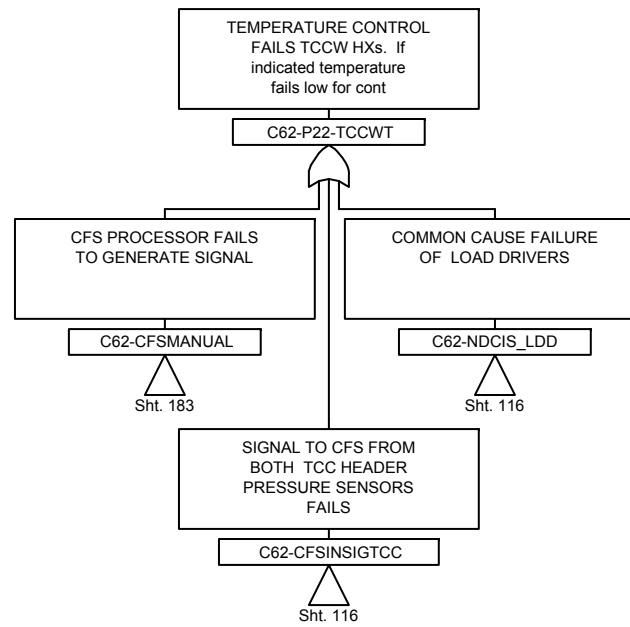 TEMPERATURE CONTROL
FAILS TCCW HXs. If
indicated temperature
fails low for cont
C62-P22-TCCWT
CFS PROCESSOR FAILS
TO GENERATE SIGNAL
C62-CFSMANUAL
Sht. 183
COMMON CAUSE FAILURE
OF LOAD DRIVERS
C62-NDCIS_LDD
Sht. 116
SIGNAL TO CFS FROM
BOTH TCC HEADER
PRESSURE SENSORS
FAILS
C62-CFSINSIGTCC
Sht. 116